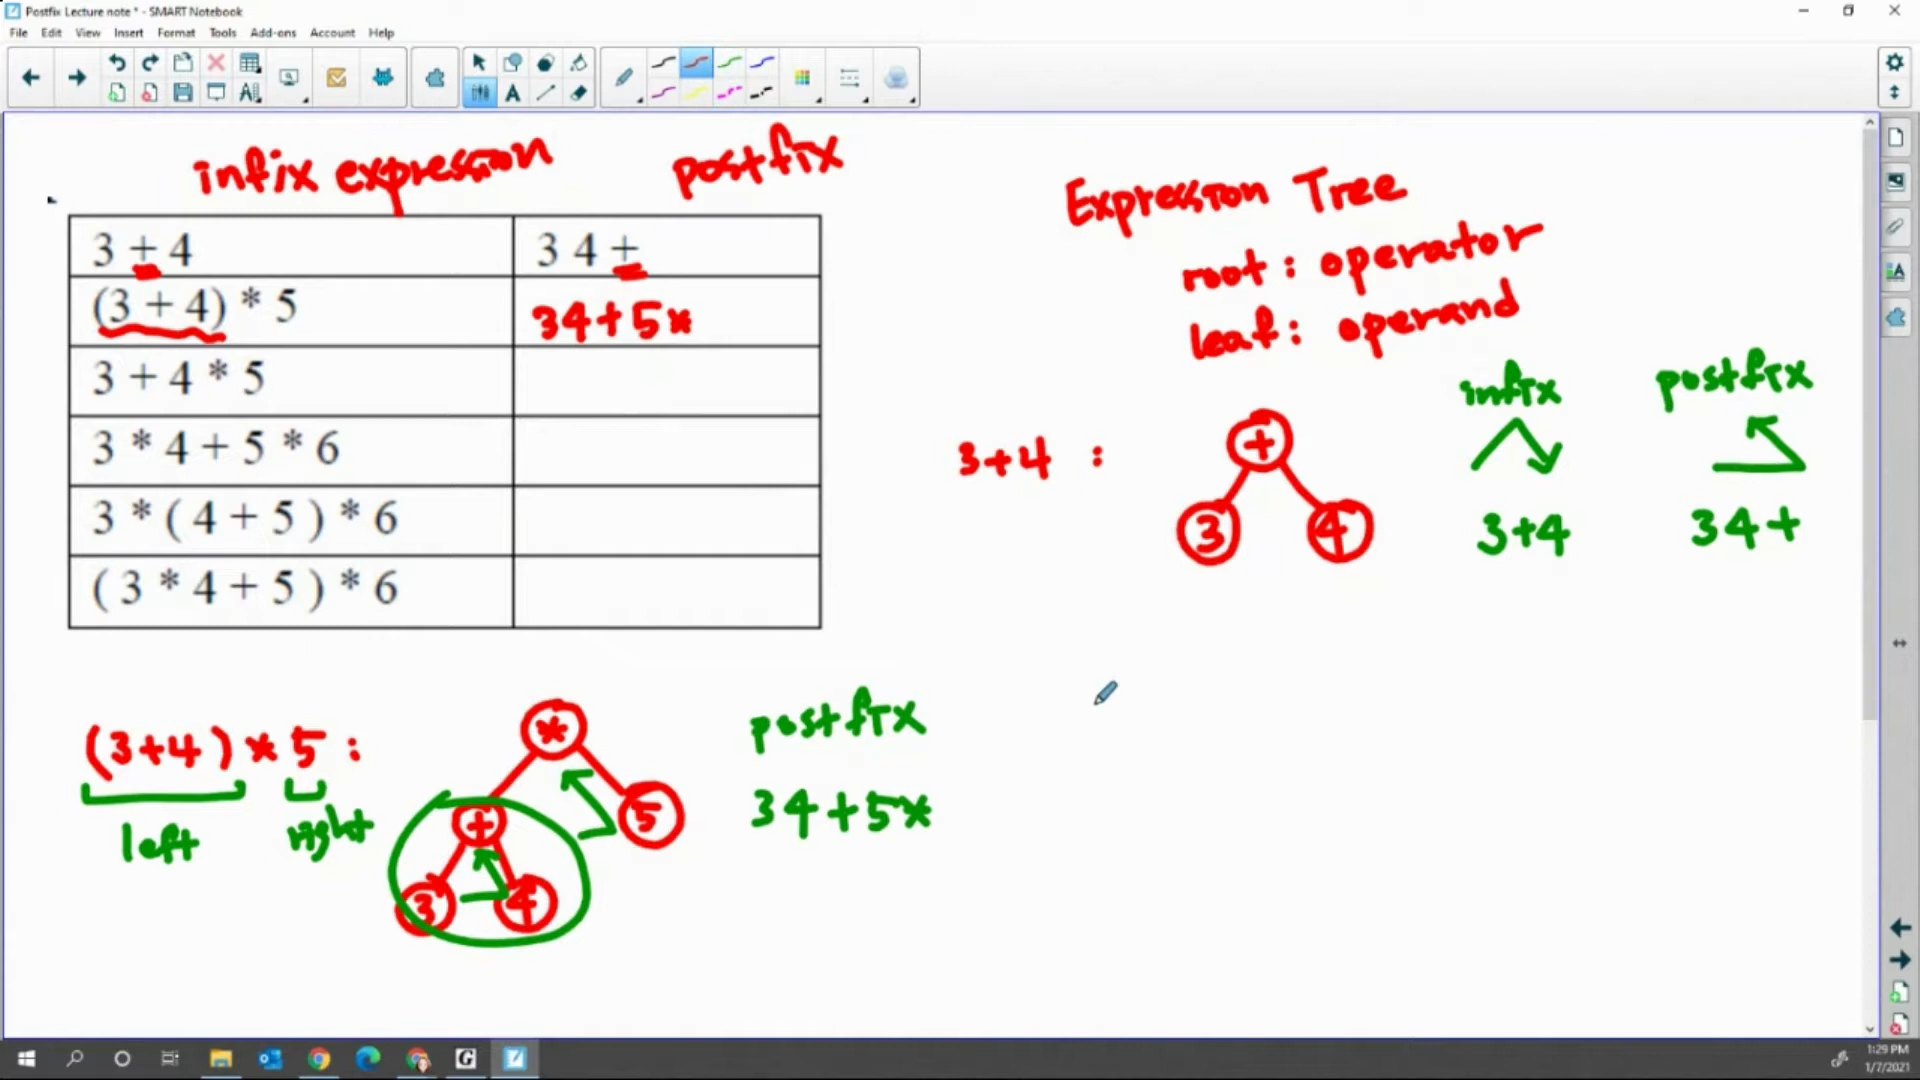 Postfix Lecture note * - SMART Notebook
File Edit View Insert Format Tools Add-ons Account Help
infix expression postfix
3 + 4 3 4 +
(3 + 4) * 5 34+5*
3 + 4 * 5
3 * 4 + 5 * 6
3 * ( 4 + 5 ) * 6
( 3 * 4 + 5 ) * 6
Expression Tree
root : operator
leaf : operand
infix postfix
3+4 : +
3 4
3+4 34+
(3+4) * 5 :
left right
*
+ 5
3 4
postfix
34+5*
1:29 PM
1/7/2021